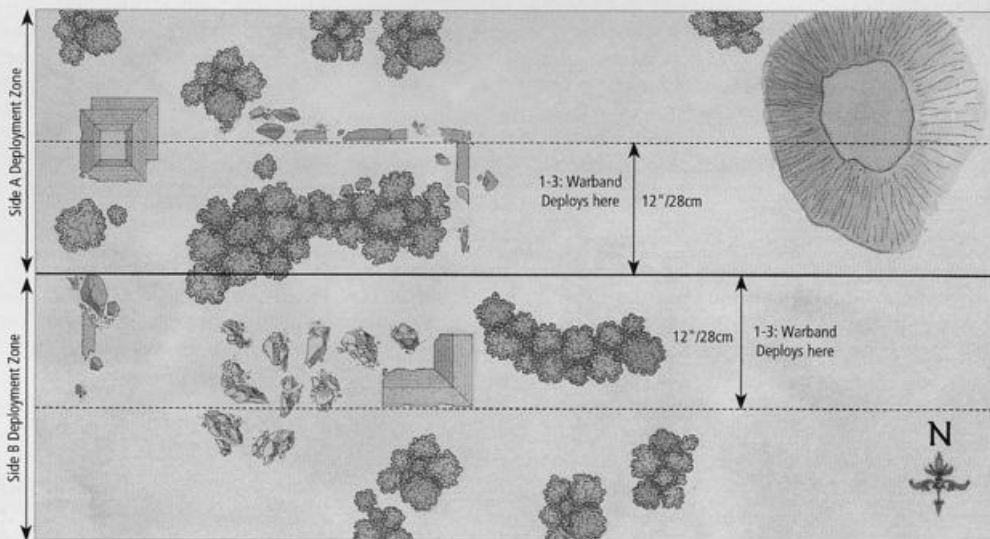 Side A Deployment Zone
1-3: Warband
Deploys here
12"/28cm
Side B Deployment Zone
12"/28cm
1-3: Warband
Deploys here
N